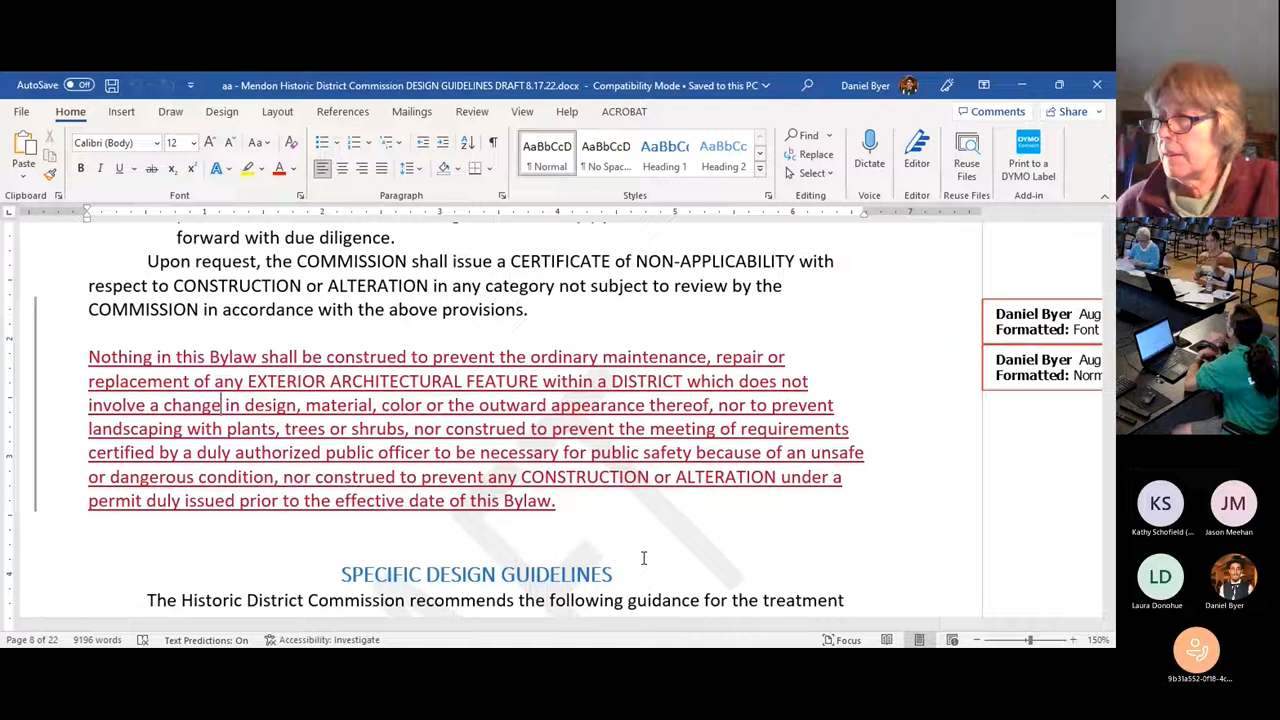 AutoSave Off
aa - Mendon Historic District Commission DESIGN GUIDELINES DRAFT 8.17.22.docx - Compatibility Mode • Saved to this PC
Daniel Byer
File Home Insert Draw Design Layout References Mailings Review View Help ACROBAT
Comments Share
Calibri (Body) 12
AaBbCcD AaBbCcD AaBbCc AaBbCc
¶ Normal ¶ No Spac... Heading 1 Heading 2
Find
Replace
Select
Paste
Dictate
Editor
Reuse Files
Print to a DYMO Label
Clipboard Font Paragraph Styles Editing Voice Editor Reuse Files Add-in
1 2 3 4 5 6 7
forward with due diligence.
Upon request, the COMMISSION shall issue a CERTIFICATE of NON-APPLICABILITY with
respect to CONSTRUCTION or ALTERATION in any category not subject to review by the
COMMISSION in accordance with the above provisions.
Nothing in this Bylaw shall be construed to prevent the ordinary maintenance, repair or
replacement of any EXTERIOR ARCHITECTURAL FEATURE within a DISTRICT which does not
involve a change in design, material, color or the outward appearance thereof, nor to prevent
landscaping with plants, trees or shrubs, nor construed to prevent the meeting of requirements
certified by a duly authorized public officer to be necessary for public safety because of an unsafe
or dangerous condition, nor construed to prevent any CONSTRUCTION or ALTERATION under a
permit duly issued prior to the effective date of this Bylaw.
SPECIFIC DESIGN GUIDELINES
The Historic District Commission recommends the following guidance for the treatment
Daniel Byer Aug
Formatted: Font
Daniel Byer Aug
Formatted: Norm
Page 8 of 22 9196 words Text Predictions: On Accessibility: Investigate
Focus 150%
KS
Kathy Schofield (...
JM
Jason Meehan
LD
Laura Donohue
Daniel Byer
9b31a552-0f18-4c...